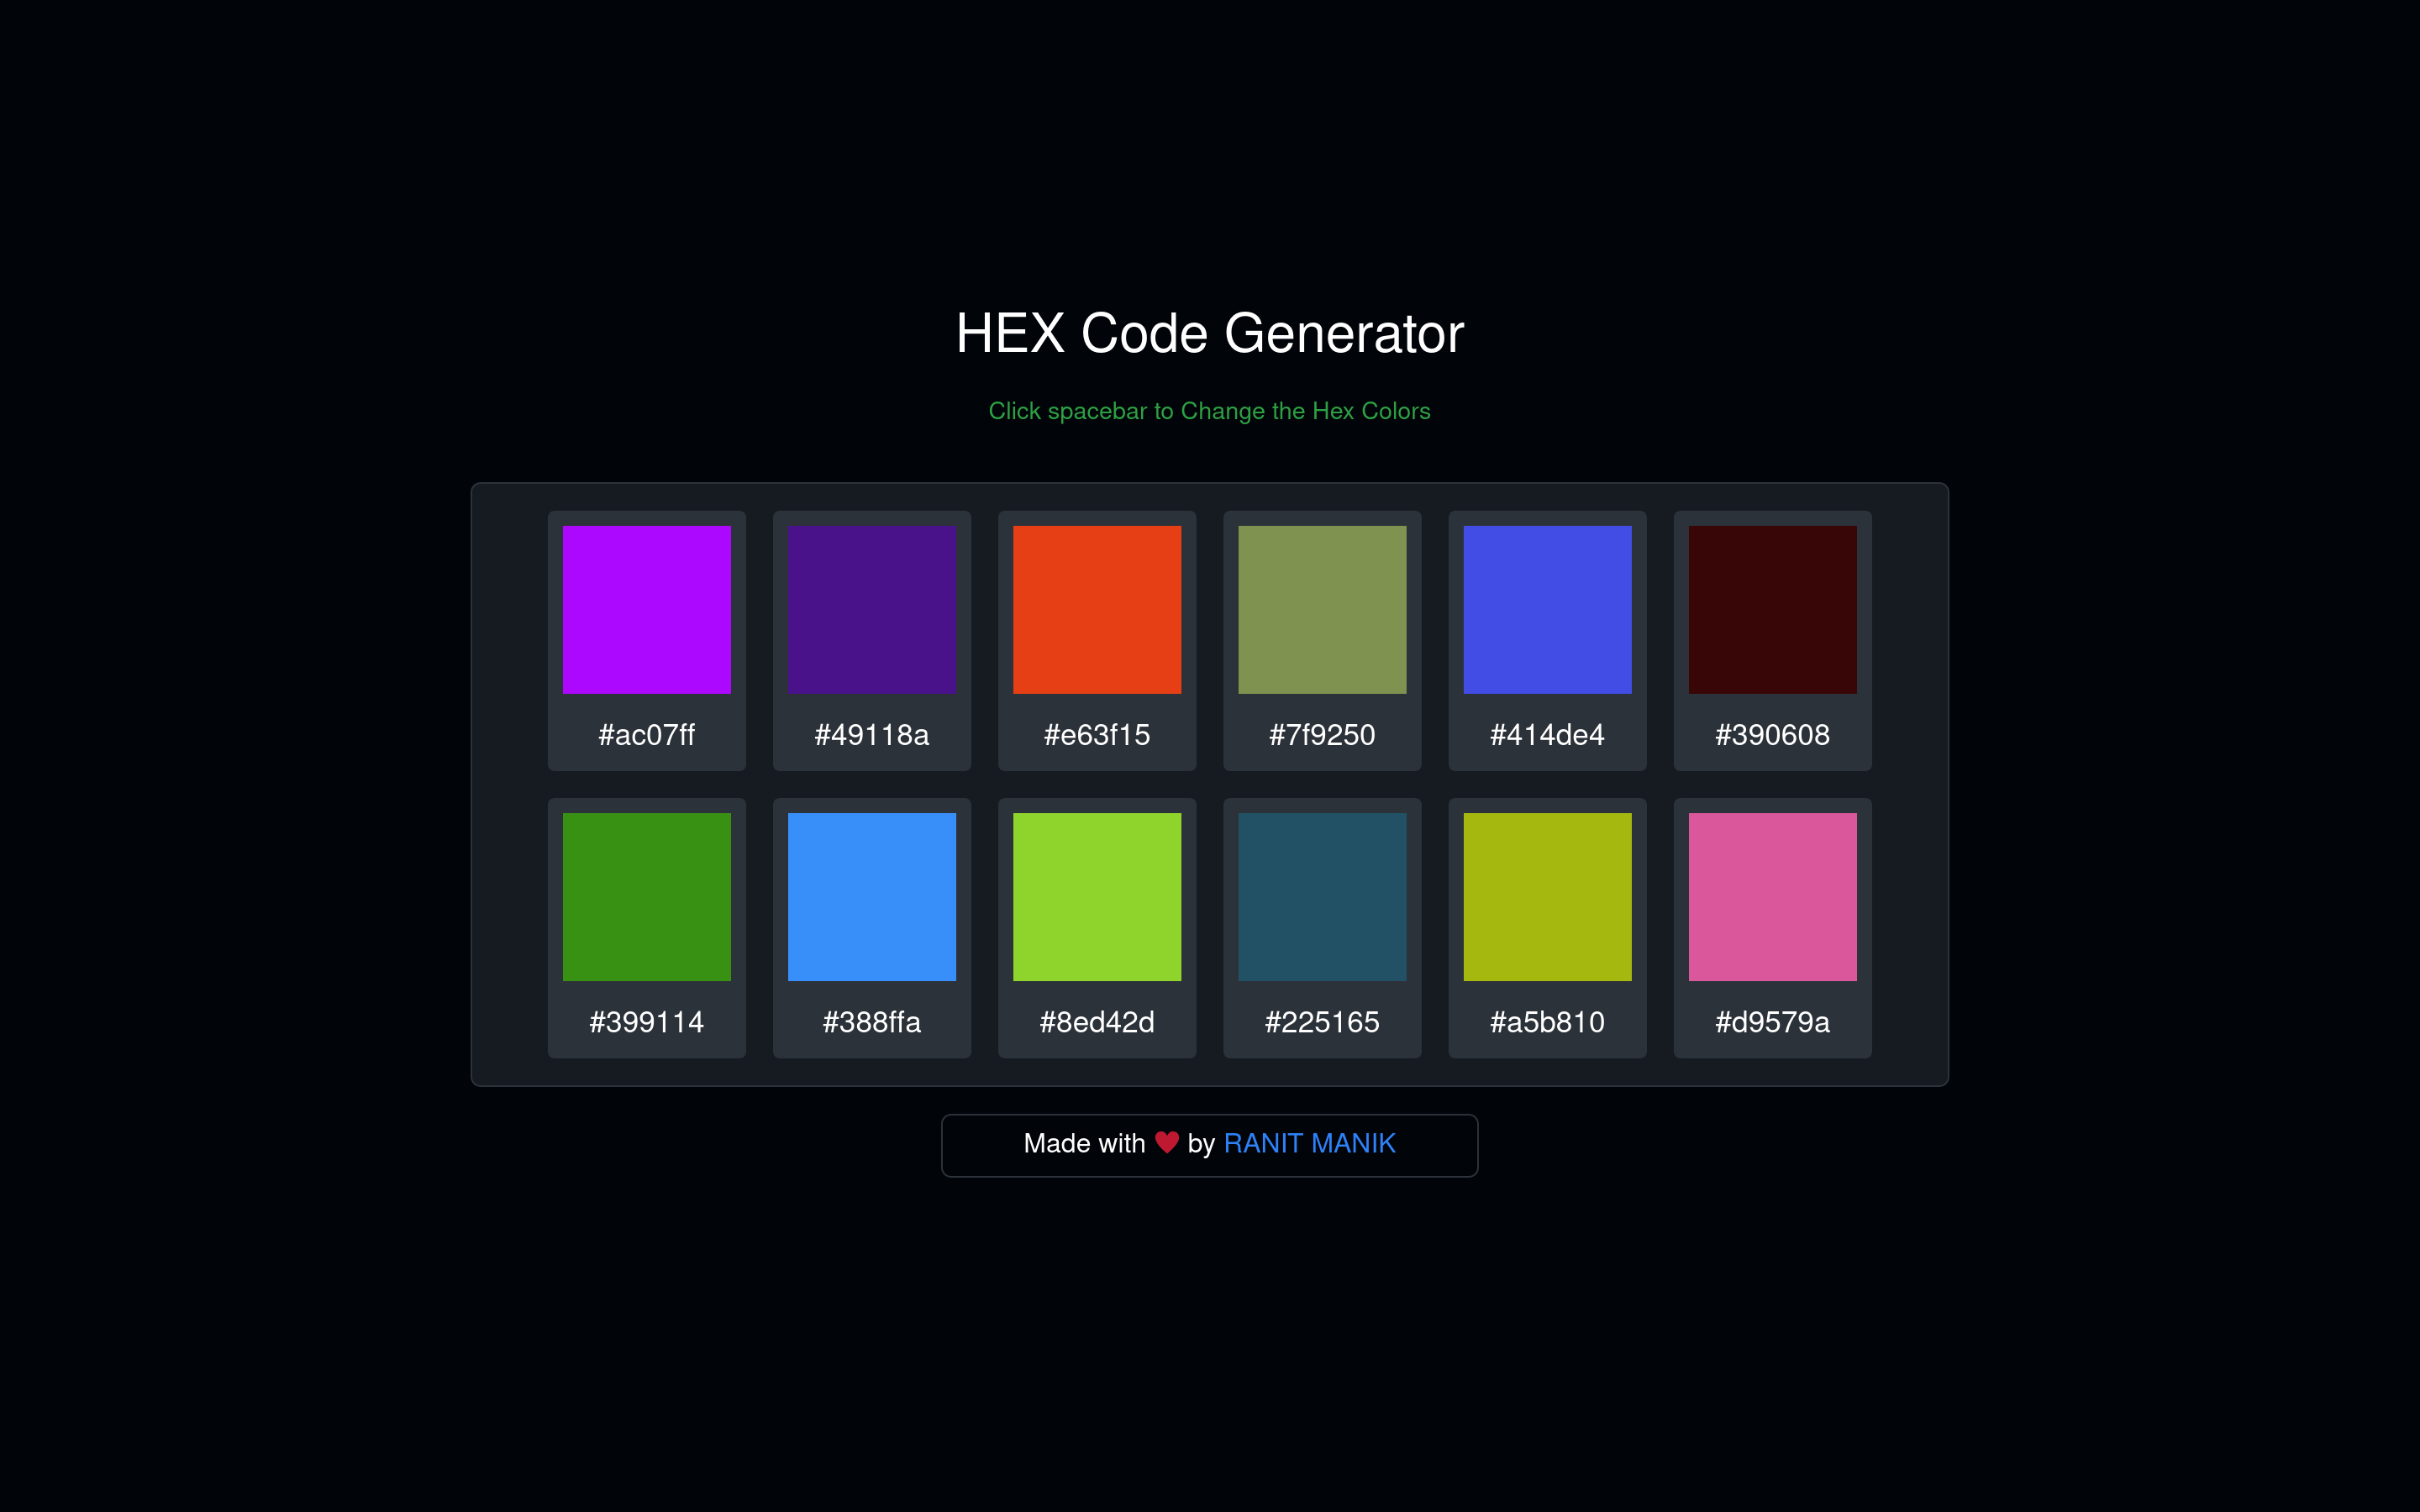 HEX Code Generator
Click spacebar to Change the Hex Colors
#ac07ff #49118a #e63f15 #7f9250 #414de4 #390608
#399114 #388ffa #8ed42d #225165 #a5b810 #d9579a
Made with ❤ by RANIT MANIK